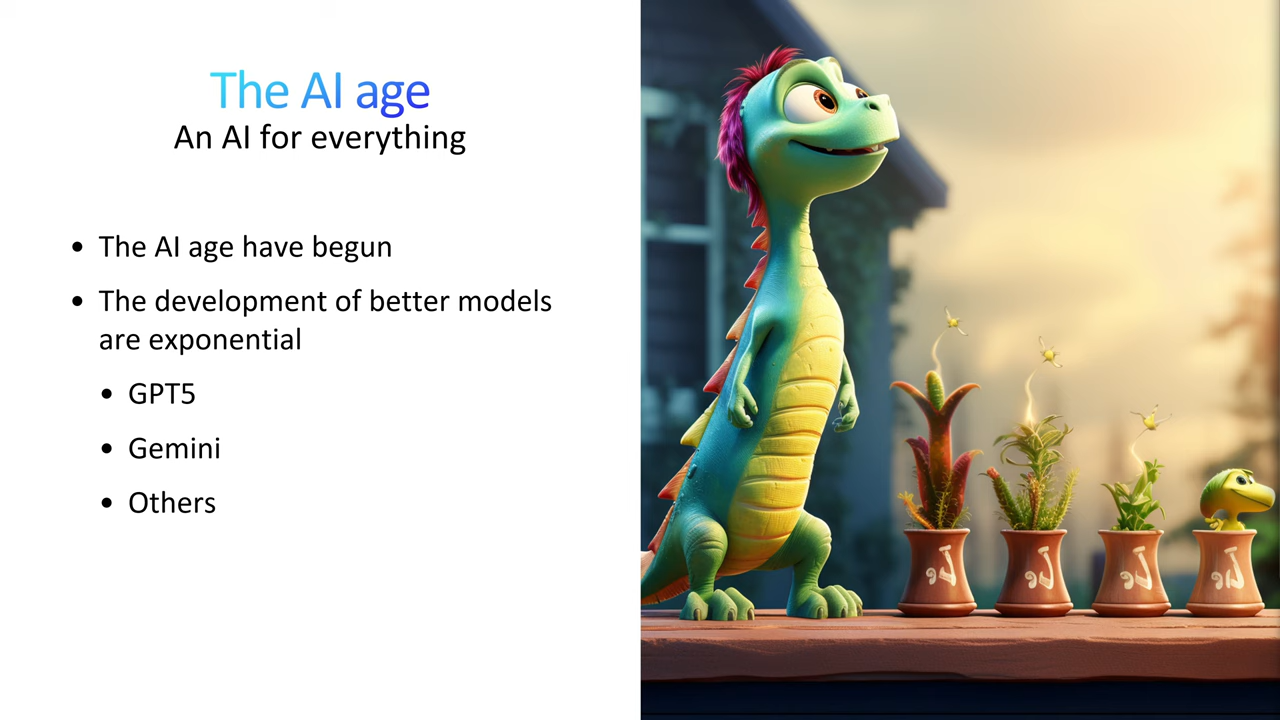 The AI age
An AI for everything
• The AI age have begun
• The development of better models
are exponential
• GPT5
• Gemini
• Others